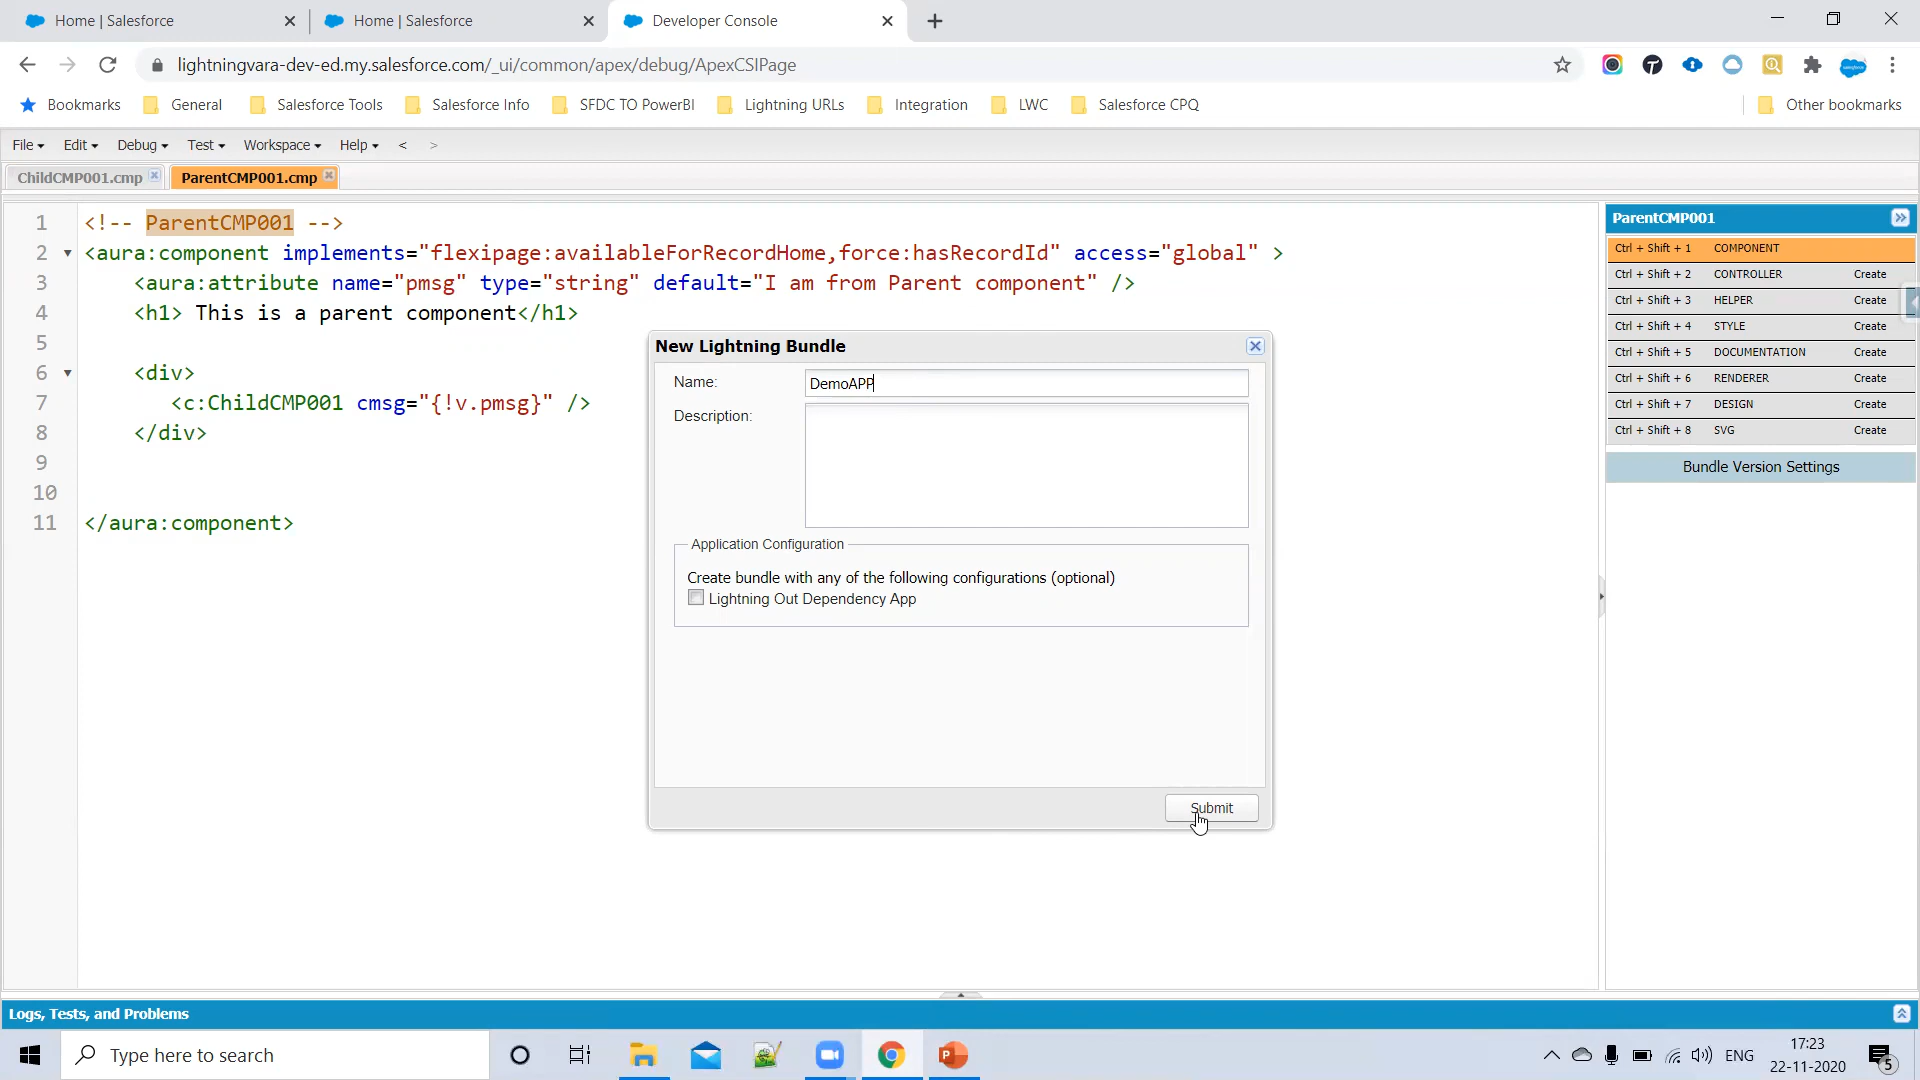 Home | Salesforce
Home | Salesforce
Developer Console
lightningvara-dev-ed.my.salesforce.com/_ui/common/apex/debug/ApexCSIPage
Bookmarks General Salesforce Tools Salesforce Info SFDC TO PowerBI Lightning URLs Integration LWC Salesforce CPQ Other bookmarks
File Edit Debug Test Workspace Help < >
ChildCMP001.cmp ParentCMP001.cmp
1 <!-- ParentCMP001 -->
2 <aura:component implements="flexipage:availableForRecordHome,force:hasRecordId" access="global" >
3 <aura:attribute name="pmsg" type="string" default="I am from Parent component" />
4 <h1> This is a parent component</h1>
5
6 <div>
7 <c:ChildCMP001 cmsg="{!v.pmsg}" />
8 </div>
9
10
11 </aura:component>
New Lightning Bundle
Name: DemoAPP
Description:
Application Configuration
Create bundle with any of the following configurations (optional)
Lightning Out Dependency App
Submit
ParentCMP001
Ctrl + Shift + 1 COMPONENT
Ctrl + Shift + 2 CONTROLLER Create
Ctrl + Shift + 3 HELPER Create
Ctrl + Shift + 4 STYLE Create
Ctrl + Shift + 5 DOCUMENTATION Create
Ctrl + Shift + 6 RENDERER Create
Ctrl + Shift + 7 DESIGN Create
Ctrl + Shift + 8 SVG Create
Bundle Version Settings
Logs, Tests, and Problems
Type here to search
ENG
17:23
22-11-2020
5